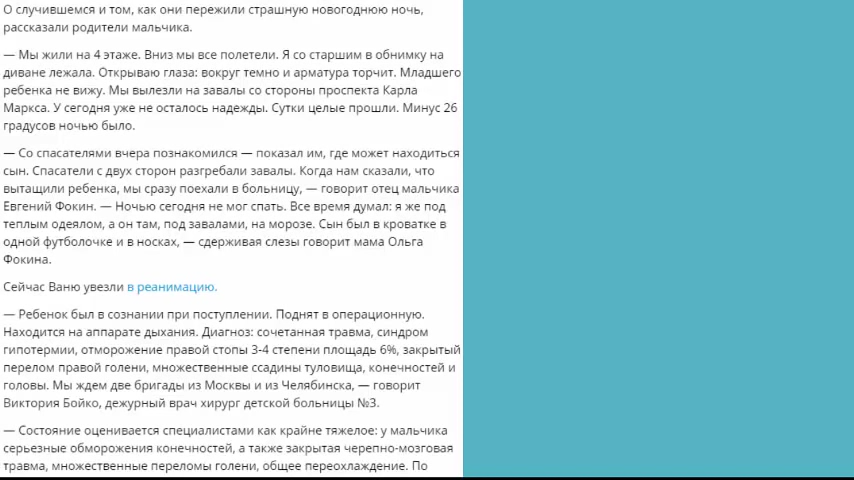 О случившемся и том, как они пережили страшную новогоднюю ночь,
рассказали родители мальчика.
— Мы жили на 4 этаже. Вниз мы все полетели. Я со старшим в обнимку на
диване лежала. Открываю глаза: вокруг темно и арматура торчит. Младшего
ребенка не вижу. Мы вылезли на завалы со стороны проспекта Карла
Маркса. У сегодня уже не осталось надежды. Сутки целые прошли. Минус 26
градусов ночью было.
— Со спасателями вчера познакомился — показал им, где может находиться
сын. Спасатели с двух сторон разгребали завалы. Когда нам сказали, что
вытащили ребенка, мы сразу поехали в больницу, — говорит отец мальчика
Евгений Фокин. — Ночью сегодня не мог спать. Все время думал: я же под
теплым одеялом, а он там, под завалами, на морозе. Сын был в кроватке в
одной футболочке и в носках, — сдерживая слезы говорит мама Ольга
Фокина.
Сейчас Ваню увезли в реанимацию.
— Ребенок был в сознании при поступлении. Поднят в операционную.
Находится на аппарате дыхания. Диагноз: сочетанная травма, синдром
гипотермии, отморожение правой стопы 3-4 степени площадь 6%, закрытый
перелом правой голени, множественные ссадины туловища, конечностей и
головы. Мы ждем две бригады из Москвы и из Челябинска, — говорит
Виктория Бойко, дежурный врач хирург детской больницы №3.
— Состояние оценивается специалистами как крайне тяжелое: у мальчика
серьезные обморожения конечностей, а также закрытая черепно-мозговая
травма, множественные переломы голени, общее переохлаждение. По